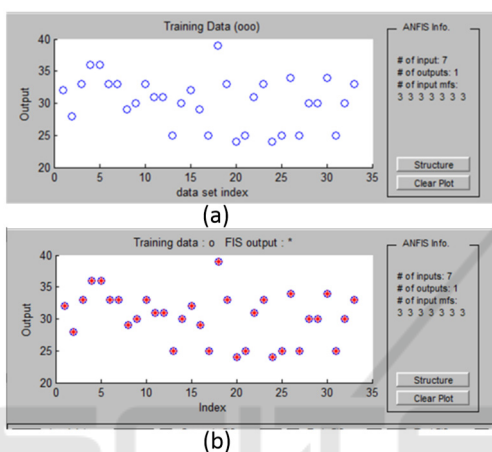 Training Data (ooo)
ANFIS Info.
40
35
30
25
20
Output
0 5 10 15 20 25 30 35
data set index
# of input: 7
# of outputs: 1
# of input mfs:
3 3 3 3 3 3 3
Structure
Clear Plot
(a)
Training data : o FIS output : *
ANFIS Info.
40
35
30
25
20
Output
0 5 10 15 20 25 30 35
Index
# of inputs: 7
# of outputs: 1
# of input mfs:
3 3 3 3 3 3 3
Structure
Clear Plot
(b)